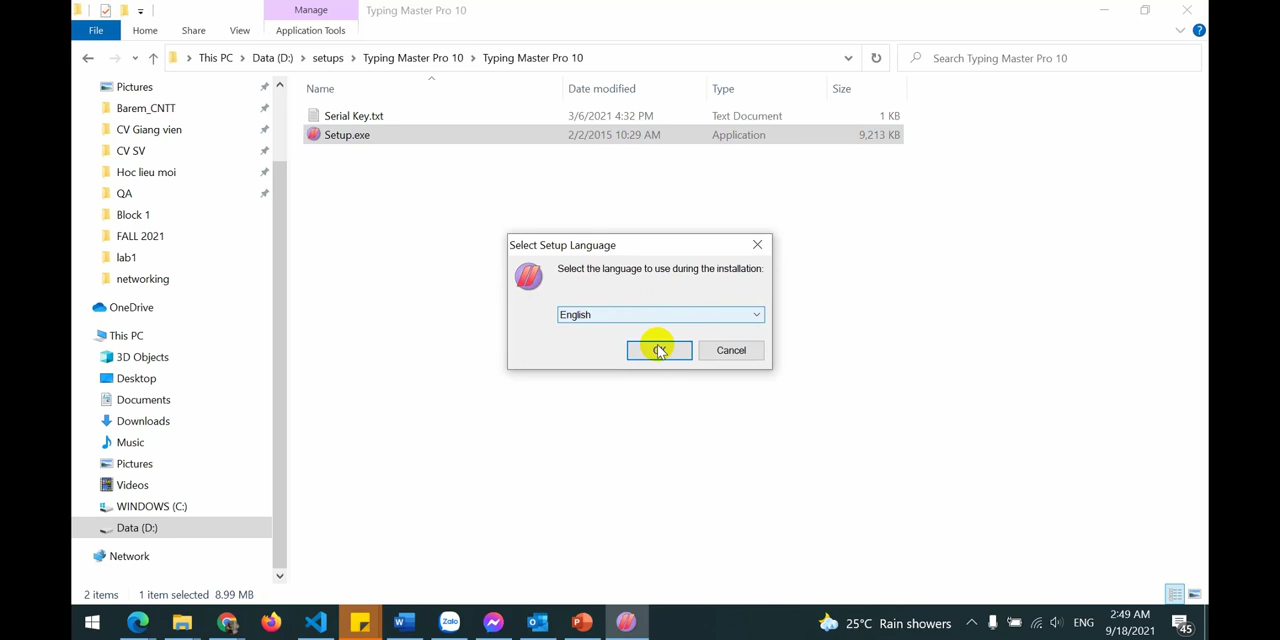 Manage
Typing Master Pro 10
File
Home
Share
View
Application Tools
This PC
Data (D:)
setups
Typing Master Pro 10
Typing Master Pro 10
Search Typing Master Pro 10
Name
Date modified
Type
Size
Serial Key.txt
3/6/2021 4:32 PM
Text Document
1 KB
Setup.exe
2/2/2015 10:29 AM
Application
9,213 KB
Pictures
Barem_CNTT
CV Giang vien
CV SV
Hoc lieu moi
QA
Block 1
FALL 2021
lab1
networking
OneDrive
This PC
3D Objects
Desktop
Documents
Downloads
Music
Pictures
Videos
WINDOWS (C:)
Data (D:)
Network
Select Setup Language
Select the language to use during the installation:
English
Cancel
2 items
1 item selected 8.99 MB
Zalo
25°C Rain showers
ENG
2:49 AM
9/18/2021
45